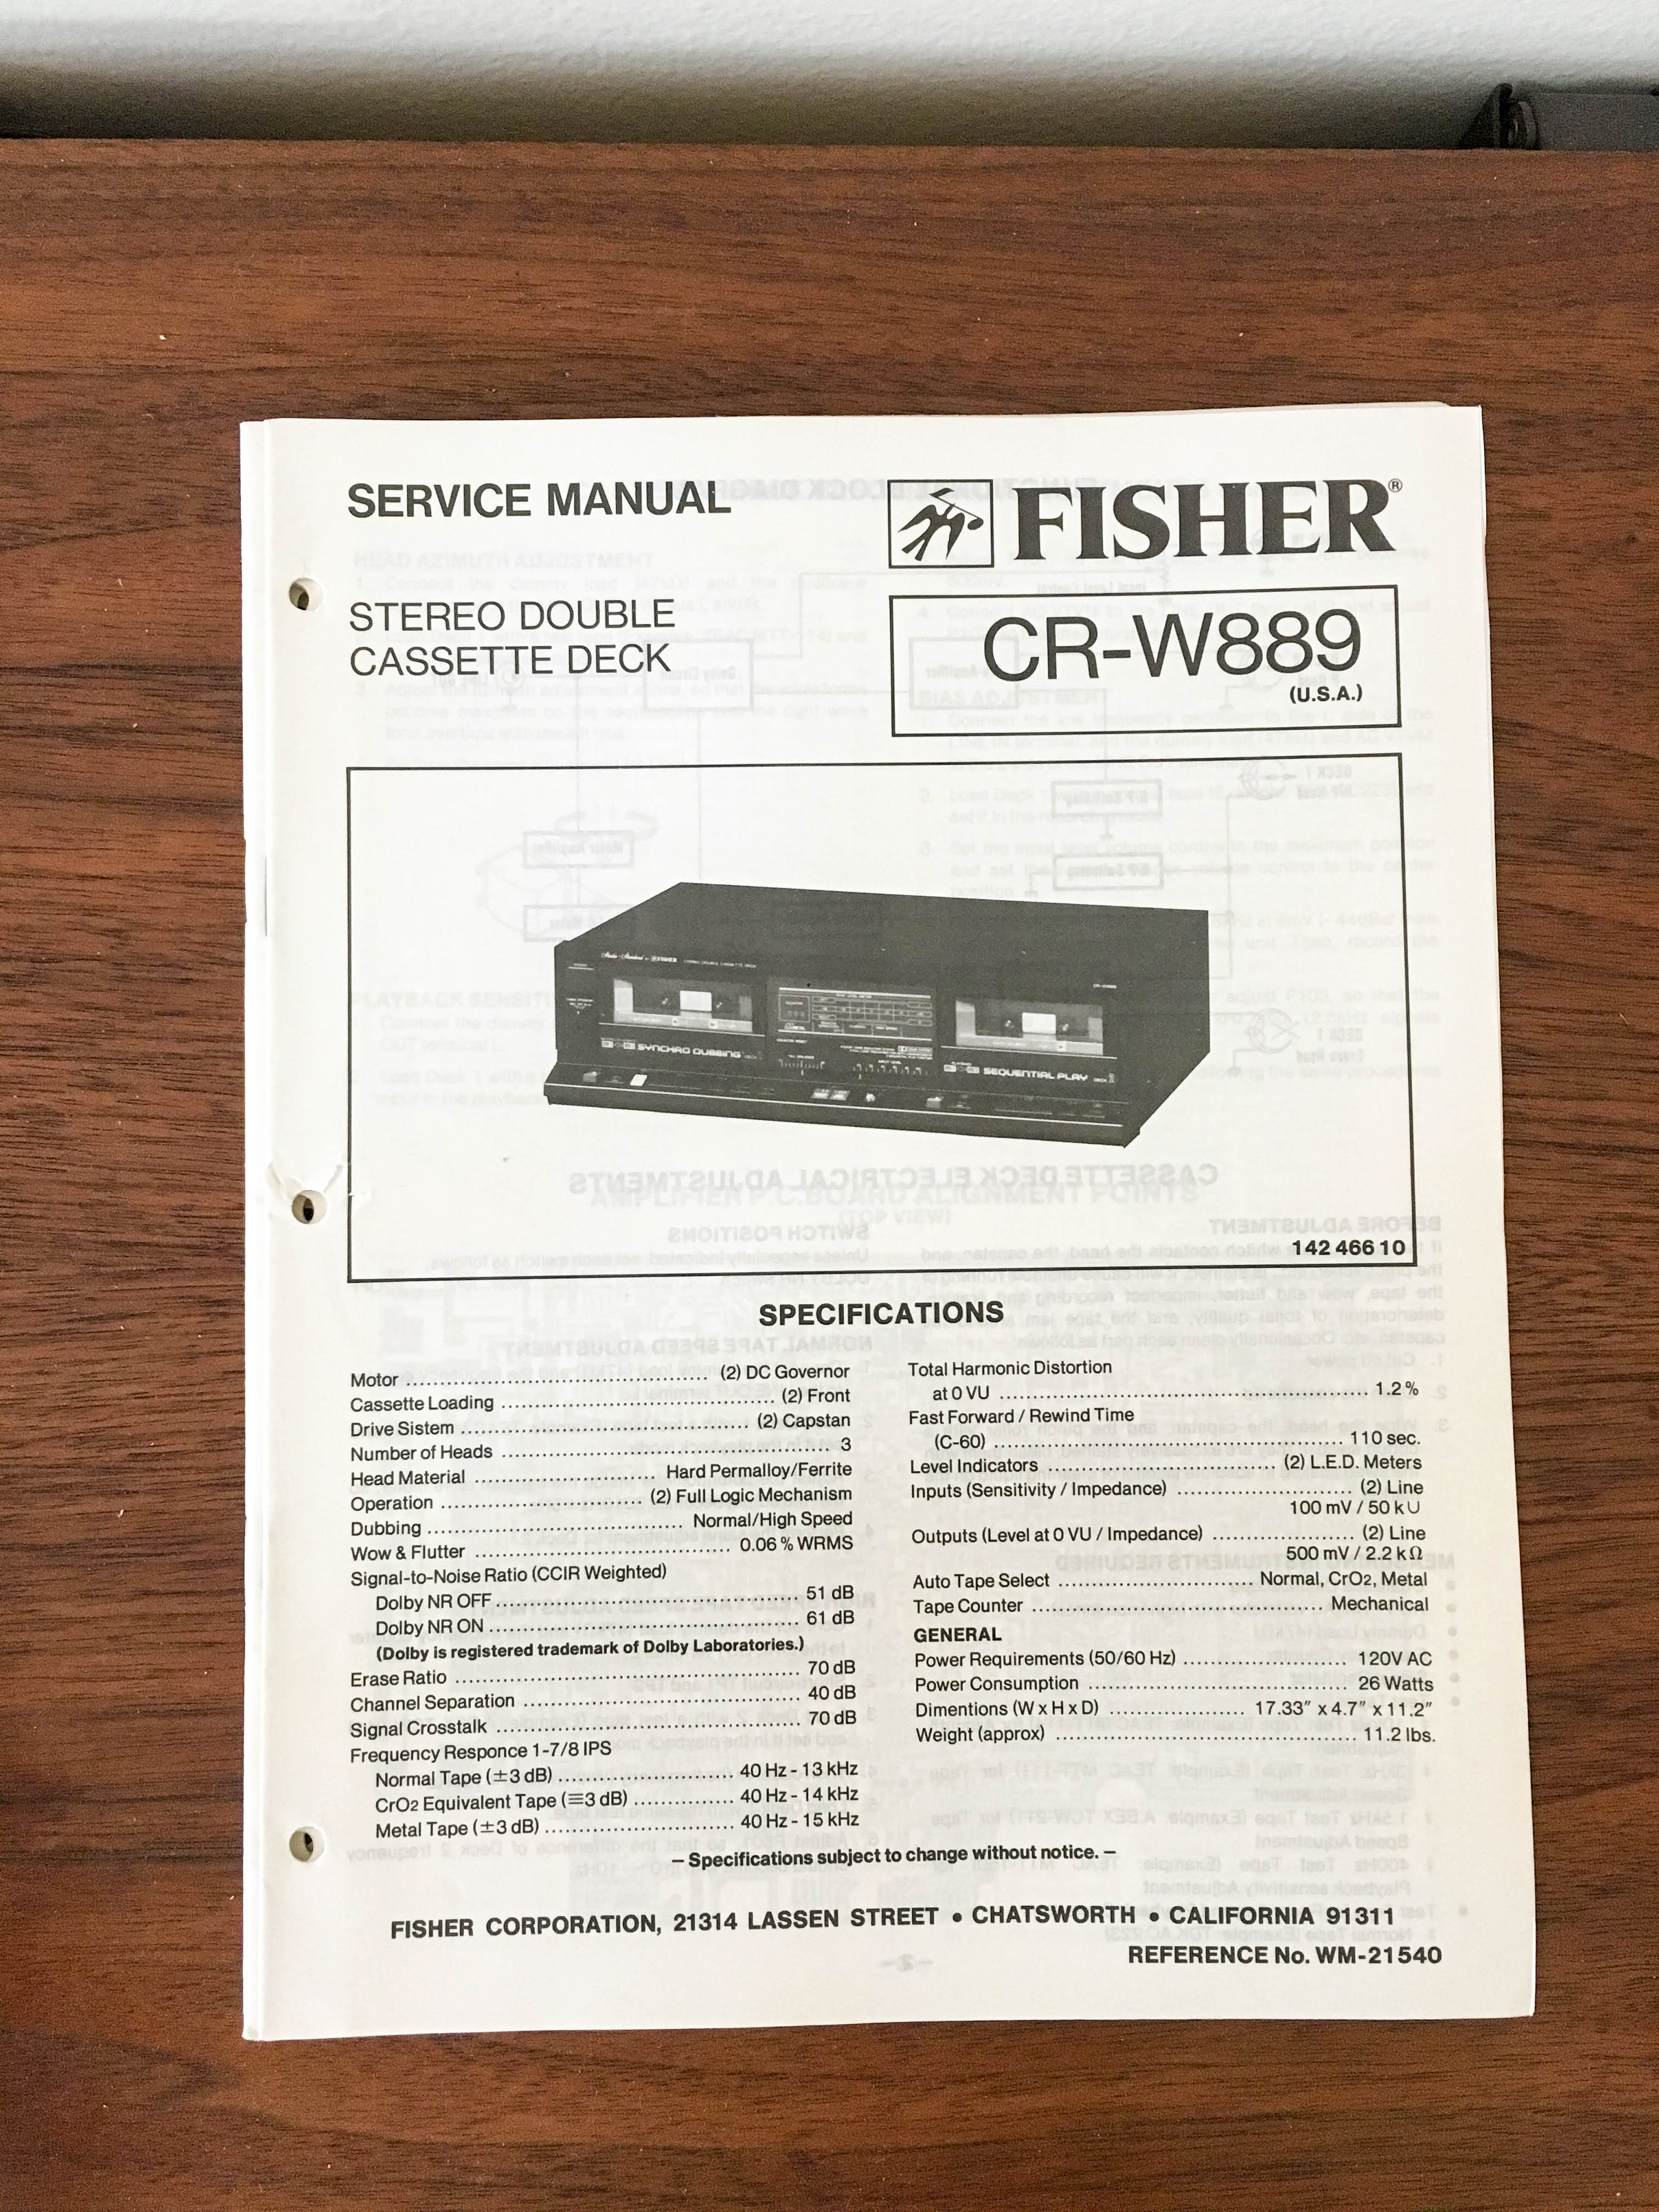 SERVICE MANUAL
FISHER®
STEREO DOUBLE
CASSETTE DECK
CR-W889
(U.S.A.)
FISHER
SYNCHRO DUBBING
SEQUENTIAL PLAY
142 466 10
SPECIFICATIONS
Motor ........................................ (2) DC Governor
Cassette Loading ........................................ (2) Front
Drive Sistem ........................................ (2) Capstan
Number of Heads ........................................ 3
Head Material ............................ Hard Permalloy/Ferrite
Operation ............................... (2) Full Logic Mechanism
Dubbing ........................................ Normal/High Speed
Wow & Flutter ........................................ 0.06 % WRMS
Signal-to-Noise Ratio (CCIR Weighted)
Dolby NR OFF ........................................ 51 dB
Dolby NR ON ........................................ 61 dB
(Dolby is registered trademark of Dolby Laboratories.)
Erase Ratio ........................................ 70 dB
Channel Separation ........................................ 40 dB
Signal Crosstalk ........................................ 70 dB
Frequency Responce 1-7/8 IPS
Normal Tape (±3 dB) ........................... 40 Hz - 13 kHz
CrO2 Equivalent Tape (≡3 dB) ............... 40 Hz - 14 kHz
Metal Tape (±3 dB) ............................. 40 Hz - 15 kHz
Total Harmonic Distortion
at 0 VU ........................................ 1.2 %
Fast Forward / Rewind Time
(C-60) ........................................ 110 sec.
Level Indicators ................................ (2) L.E.D. Meters
Inputs (Sensitivity / Impedance) ....................... (2) Line
100 mV / 50 k℧
Outputs (Level at 0 VU / Impedance) .................... (2) Line
500 mV / 2.2 kΩ
Auto Tape Select ............................ Normal, CrO2, Metal
Tape Counter ........................................ Mechanical
GENERAL
Power Requirements (50/60 Hz) ....................... 120V AC
Power Consumption ........................................ 26 Watts
Dimentions (W x H x D) ................... 17.33″ x 4.7″ x 11.2″
Weight (approx) ........................................ 11.2 lbs.
– Specifications subject to change without notice. –
FISHER CORPORATION, 21314 LASSEN STREET • CHATSWORTH • CALIFORNIA 91311
REFERENCE No. WM-21540